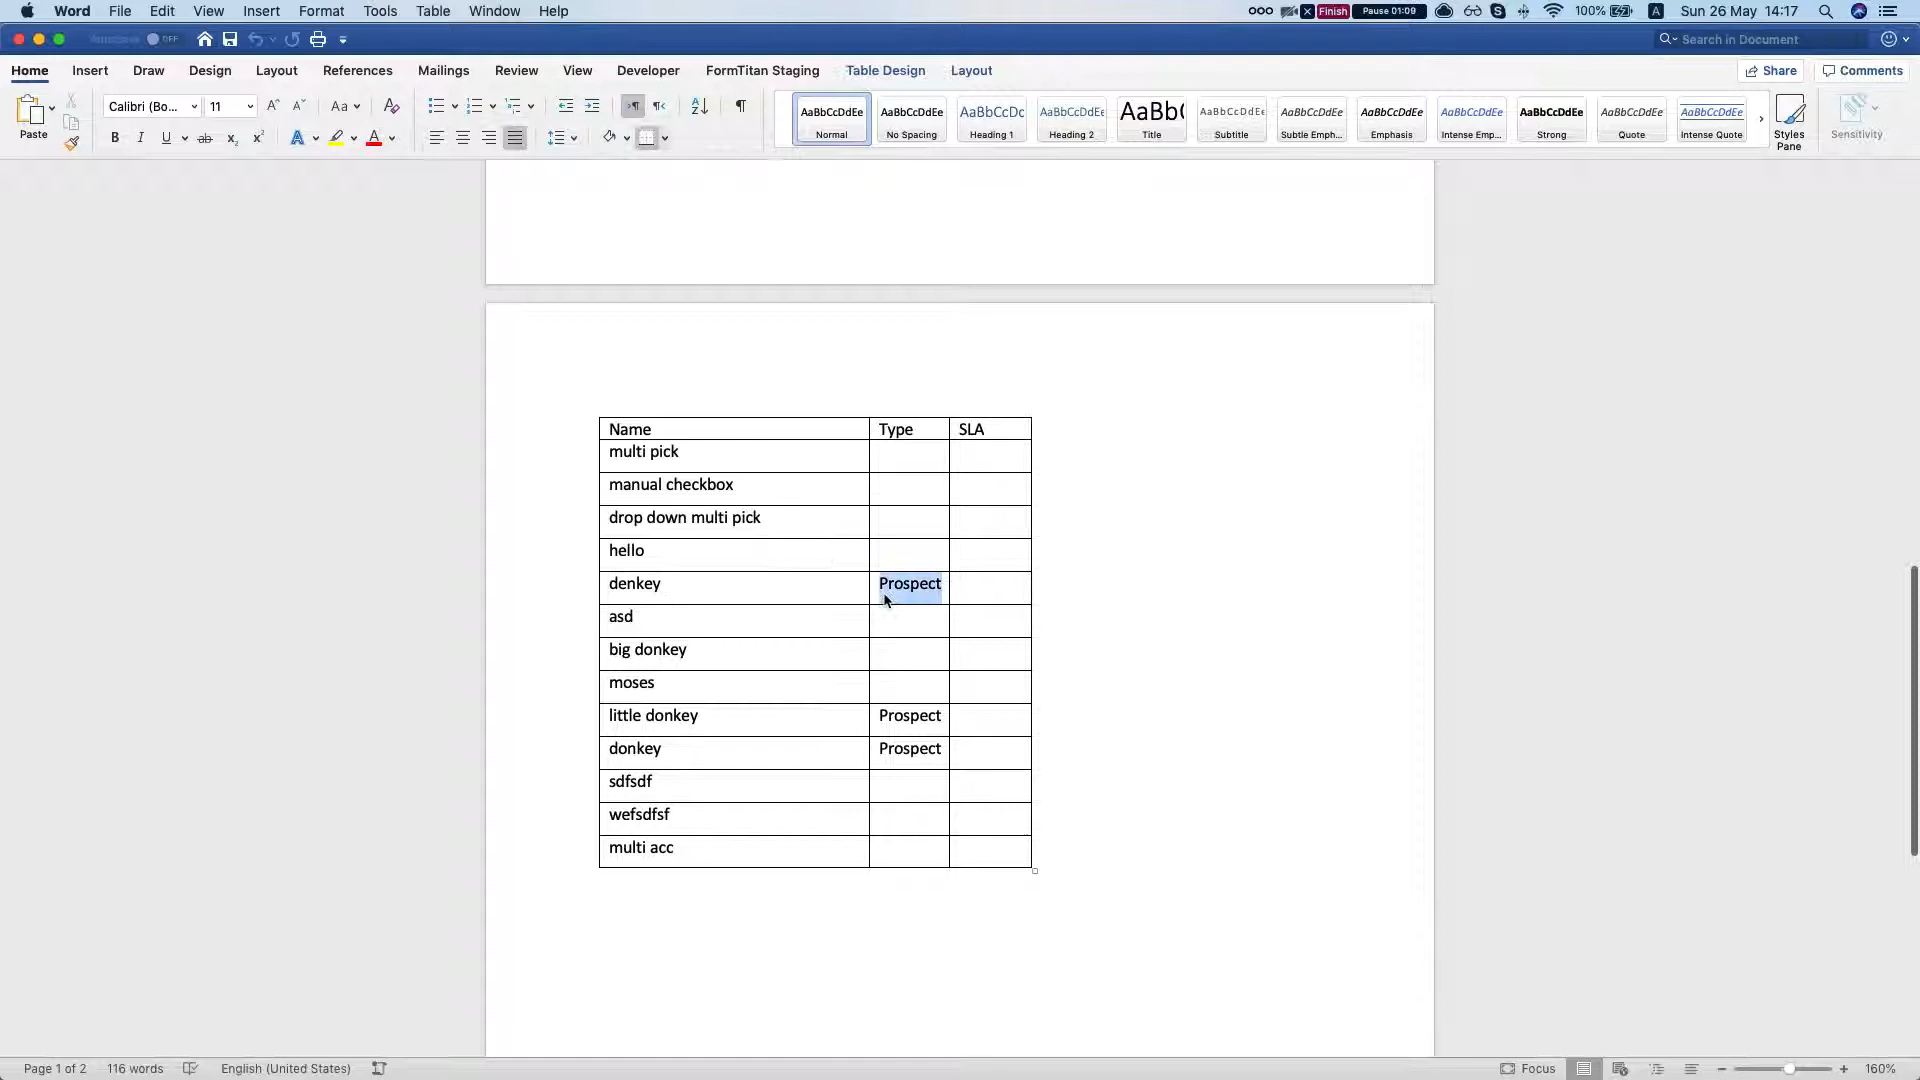 Word File Edit View Insert Format Tools Table Window Help
Finish Pause 01:09 100% A Sun 26 May 14:17
OFF Search in Document
Home Insert Draw Design Layout References Mailings Review View Developer FormTitan Staging Table Design Layout Share Comments
Calibri (Bo... 11
Paste
AaBbCcDdEe AaBbCcDdEe AaBbCcDc AaBbCcDdEe AaBb( AaBbCcDdEe AaBbCcDdEe AaBbCcDdEe AaBbCcDdEe AaBbCcDdEe AaBbCcDdEe AaBbCcDdEe
Normal No Spacing Heading 1 Heading 2 Title Subtitle Subtle Emph... Emphasis Intense Emp... Strong Quote Intense Quote
Styles Pane
Sensitivity
Name Type SLA
multi pick
manual checkbox
drop down multi pick
hello
denkey Prospect
asd
big donkey
moses
little donkey Prospect
donkey Prospect
sdfsdf
wefsdfsf
multi acc
Page 1 of 2 116 words English (United States) Focus 160%